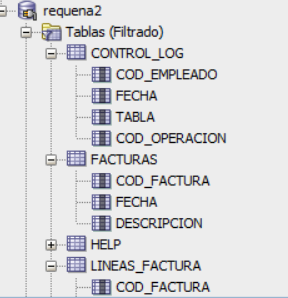 requena2
Tablas (Filtrado)
CONTROL_LOG
COD_EMPLEADO
FECHA
TABLA
COD_OPERACION
FACTURAS
COD_FACTURA
FECHA
DESCRIPCION
HELP
LINEAS_FACTURA
COD_FACTURA